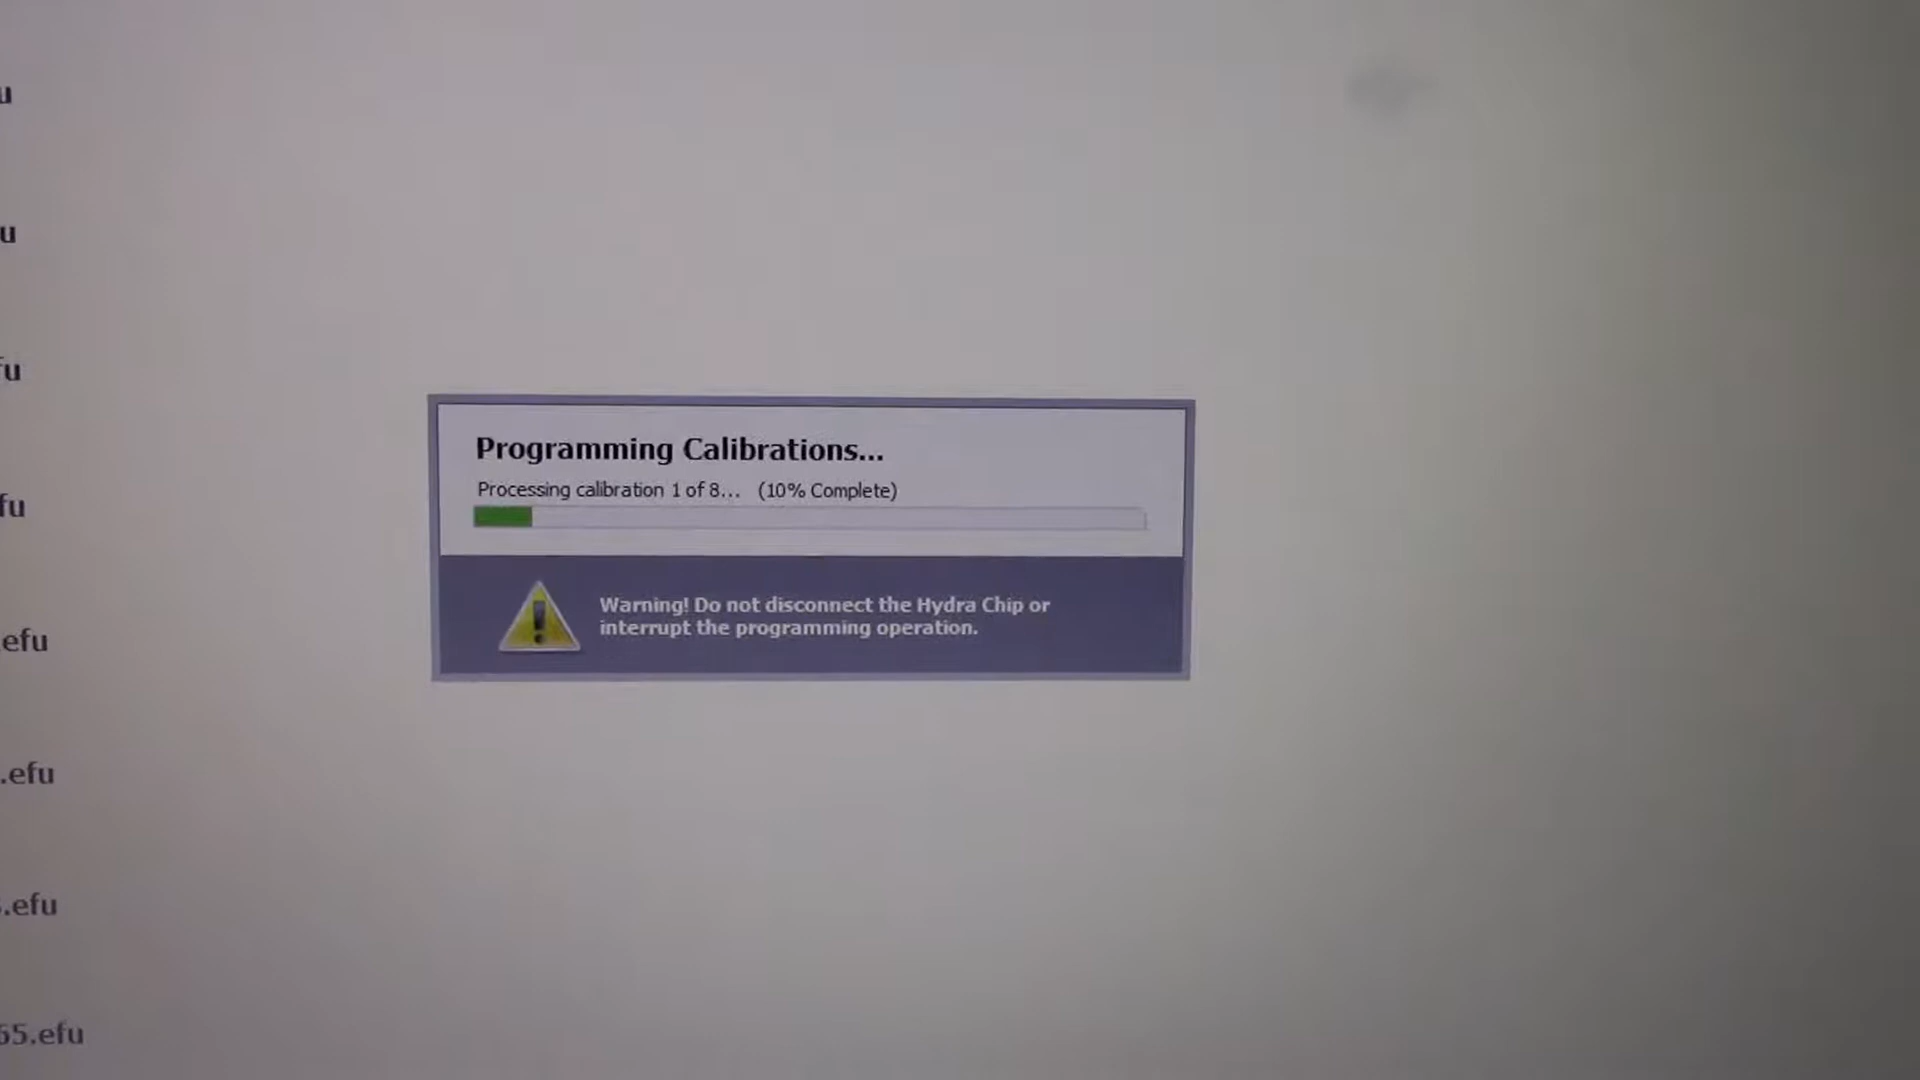 u
u
fu
fu
Programming Calibrations...
Processing calibration 1 of 8... (10% Complete)
Warning! Do not disconnect the Hydra Chip or
interrupt the programming operation.
.efu
.efu
.efu
65.efu